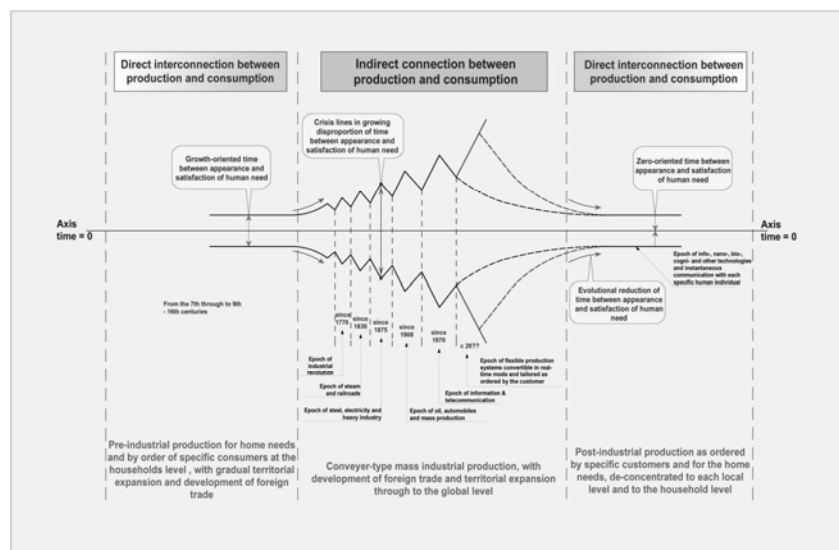 Direct interconnection between
production and consumption
Indirect connection between
production and consumption
Direct interconnection between
production and consumption
Crisis lines in growing
disproportion of time
between appearance and
satisfaction of human need
Growth-oriented time
between appearance and
satisfaction of human need
Zero-oriented time between
appearance and satisfaction
of human need
Axis
time = 0
Axis
time = 0
Epoch of info-, nano-, bio-,
cogni- and other technologies
and instantaneous
communication with each
specific human individual
Evolutional reduction of
time between appearance
and satisfaction of human
need
From the 7th through to 9th
- 16th centuries
since
1770
since
1830
since
1875
since
1908
since
1970
с 20??
Epoch of
industrial
revolution
Epoch of steam
and railroads
Epoch of steel, electricity and
heavy industry
Epoch of oil, automobiles
and mass production
Epoch of information &
telecommunication
Epoch of flexible production
systems convertible in real-
time mode and tailored as
ordered by the customer
Pre-industrial production for home needs
and by order of specific consumers at the
households level , with gradual territorial
expansion and development of foreign
trade
Conveyer-type mass industrial production, with
development of foreign trade and territorial expansion
through to the global level
Post-industrial production as ordered
by specific customers and for the home
needs, de-concentrated to each local
level and to the household level